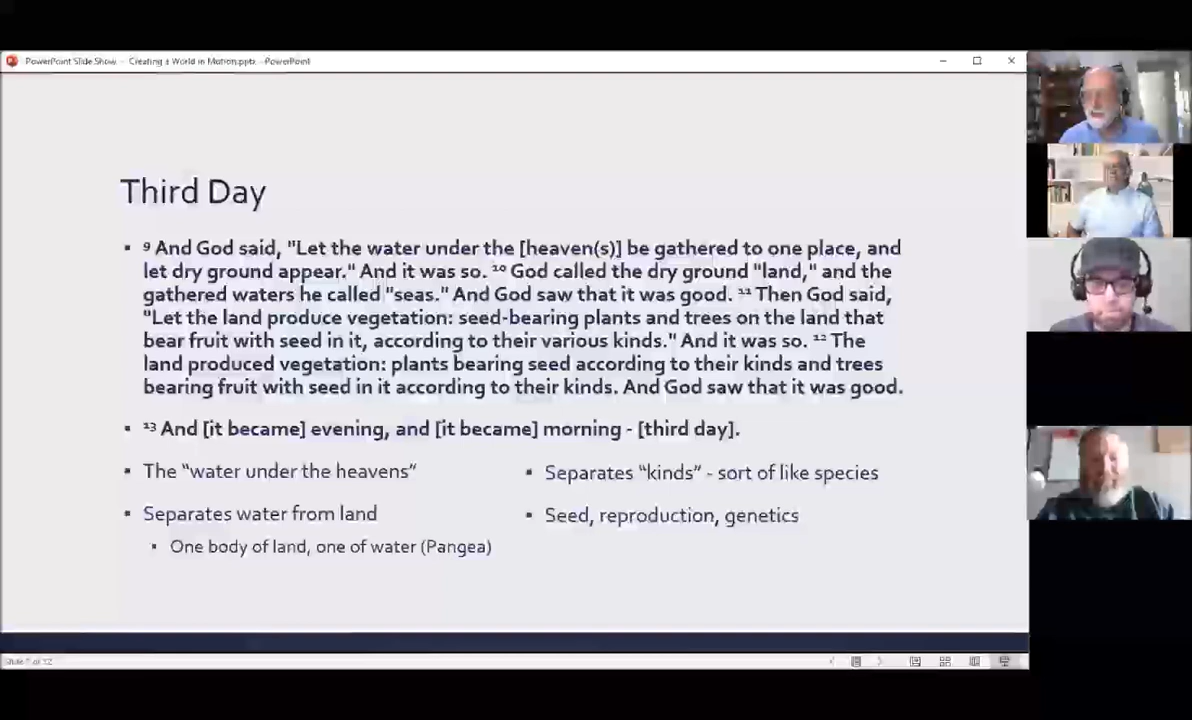 PowerPoint Slide Show - Creating a World in Motion.pptx - PowerPoint
Third Day
▪ ⁹ And God said, "Let the water under the [heaven(s)] be gathered to one place, and
let dry ground appear." And it was so. ¹⁰ God called the dry ground "land," and the
gathered waters he called "seas." And God saw that it was good. ¹¹ Then God said,
"Let the land produce vegetation: seed-bearing plants and trees on the land that
bear fruit with seed in it, according to their various kinds." And it was so. ¹² The
land produced vegetation: plants bearing seed according to their kinds and trees
bearing fruit with seed in it according to their kinds. And God saw that it was good.
▪ ¹³ And [it became] evening, and [it became] morning - [third day].
▪ The “water under the heavens”
▪ Separates water from land
▪ One body of land, one of water (Pangea)
▪ Separates “kinds” - sort of like species
▪ Seed, reproduction, genetics
Slide of 12